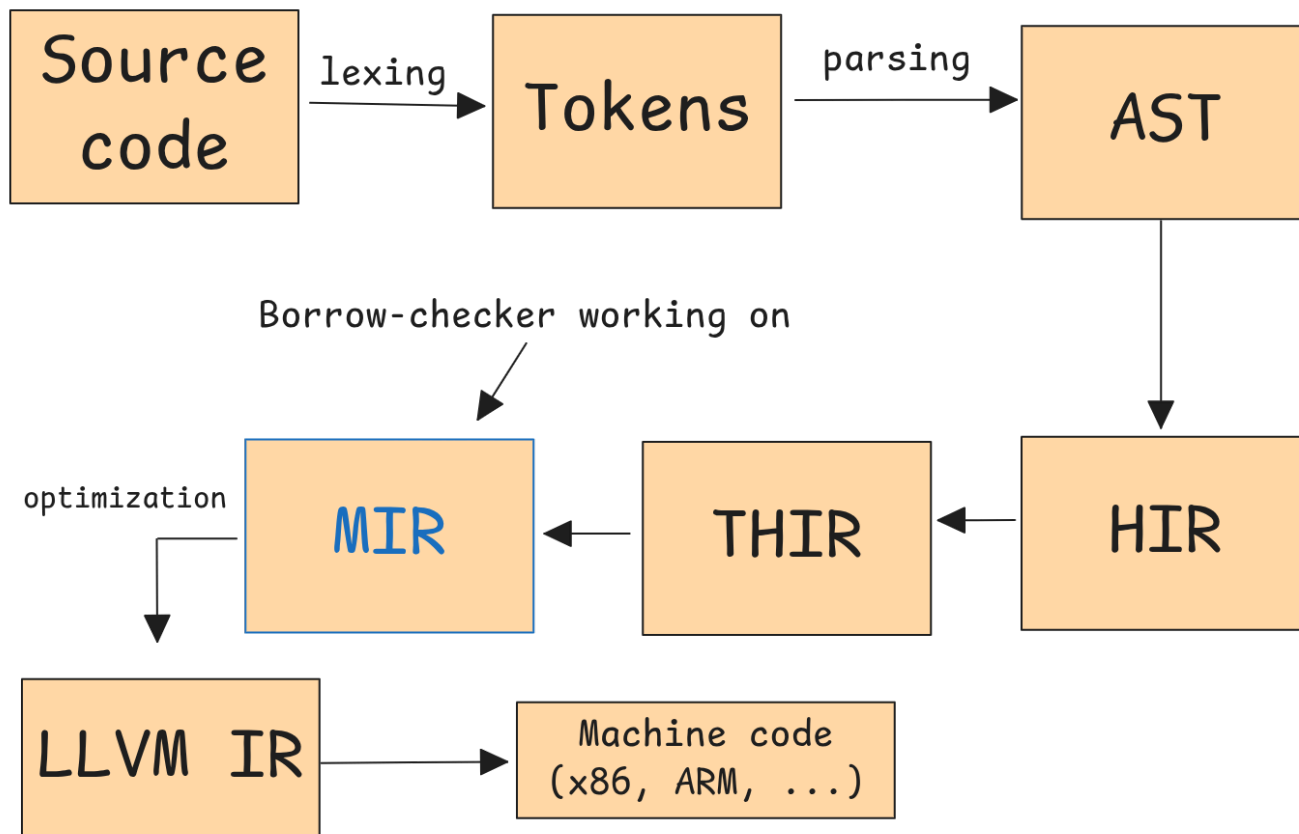 Source
code
lexing
Tokens
parsing
AST
Borrow-checker working on
HIR
THIR
MIR
optimization
LLVM IR
Machine code
(x86, ARM, ...)